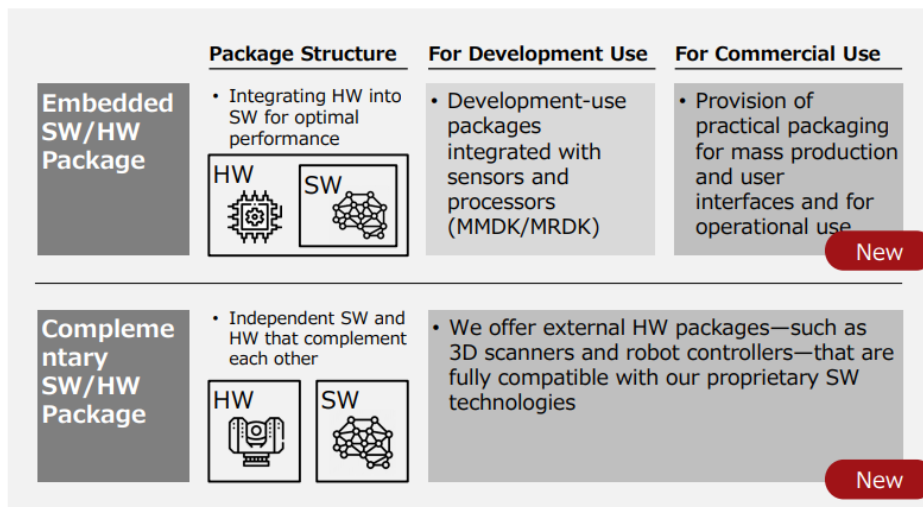 Package Structure
For Development Use
For Commercial Use
Embedded
SW/HW
Package
• Integrating HW into
SW for optimal
performance
HW
SW
• Development-use
packages
integrated with
sensors and
processors
(MMDK/MRDK)
• Provision of
practical packaging
for mass production
and user
interfaces and for
operational use
New
Compleme
ntary
SW/HW
Package
• Independent SW and
HW that complement
each other
HW
SW
• We offer external HW packages—such as
3D scanners and robot controllers—that are
fully compatible with our proprietary SW
technologies
New